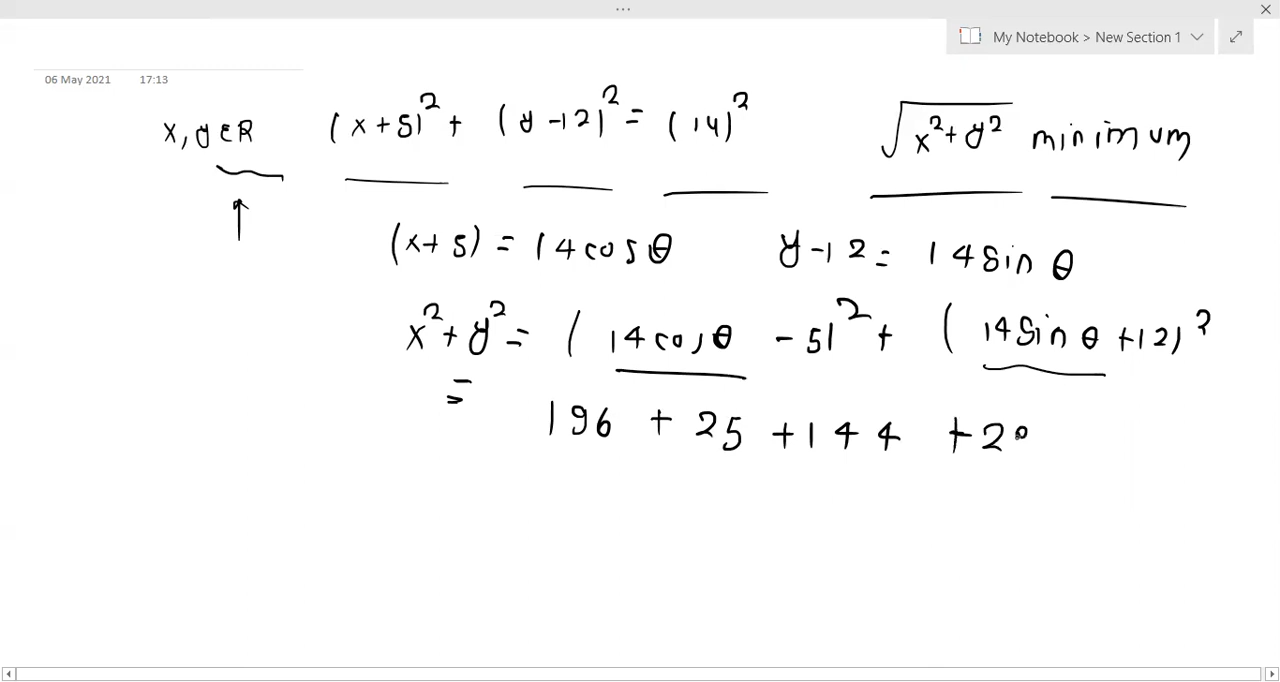 My Notebook > New Section 1
06 May 2021 17:13
x, y ∈ R (x + 5)² + (y - 12)² = (14)² √x² + y² minimum
(x + 5) = 14 cos θ y - 12 = 14 sin θ
x² + y² = (14 cos θ - 5)² + (14 sin θ + 12)²
=
196 + 25 + 144 + 2